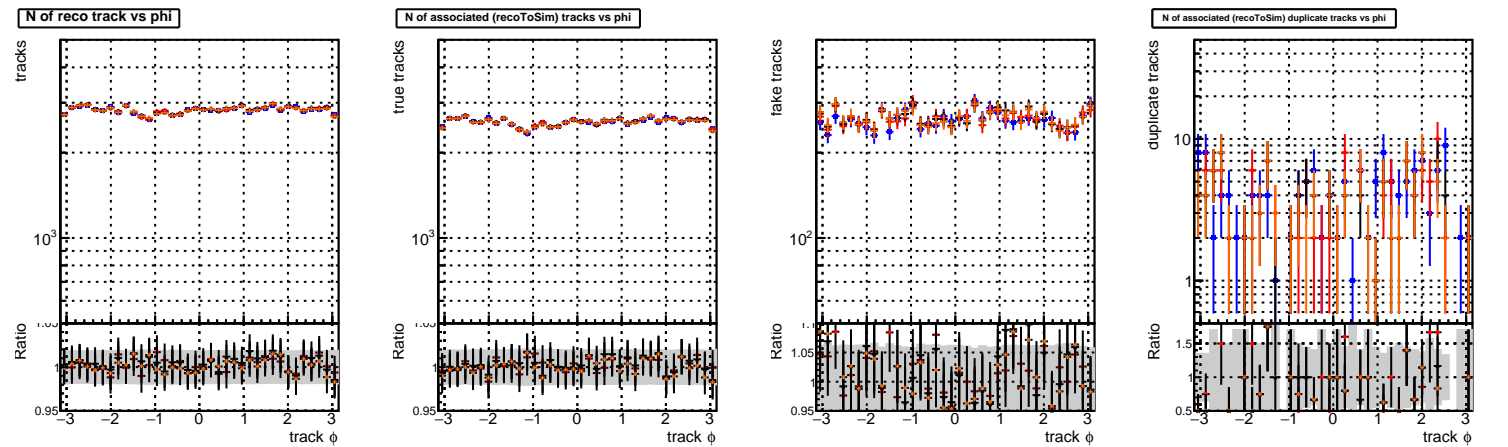 N of reco track vs phi
tracks
10³
Ratio
1.05
1
0.95
−3 −2 −1 0 1 2 3
track ϕ
N of associated (recoToSim) tracks vs phi
true tracks
10³
Ratio
1
0.95
−3 −2 −1 0 1 2 3
track ϕ
fake tracks
10²
Ratio
1.1
1.05
1
0.95
−3 −2 −1 0 1 2 3
track ϕ
N of associated (recoToSim) duplicate tracks vs phi
duplicate tracks
10
1
Ratio
1.5
1
0.5
−3 −2 −1 0 1 2 3
track ϕ